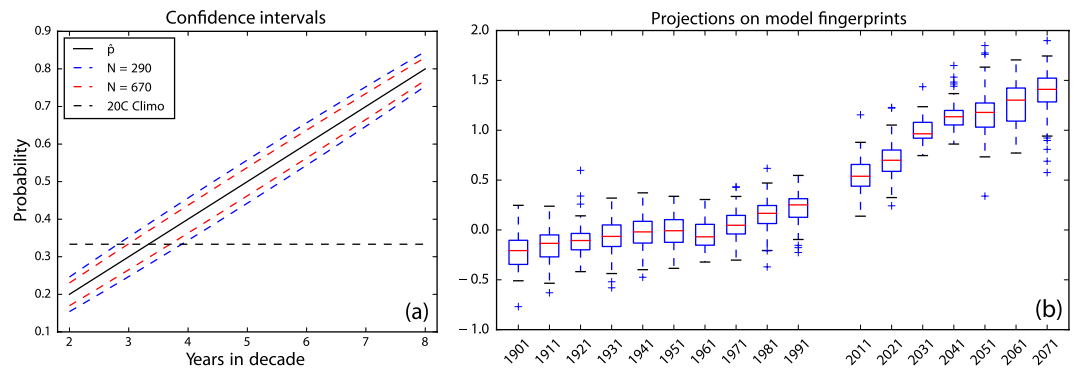 Confidence intervals
0.9
0.8
0.7
0.6
0.5
0.4
0.3
0.2
0.1
Probability
p̂
N = 290
N = 670
20C Climo
(a)
2 3 4 5 6 7 8
Years in decade
Projections on model fingerprints
2.0
1.5
1.0
0.5
0.0
−0.5
−1.0
(b)
1901 1911 1921 1931 1941 1951 1961 1971 1981 1991 2011 2021 2031 2041 2051 2061 2071